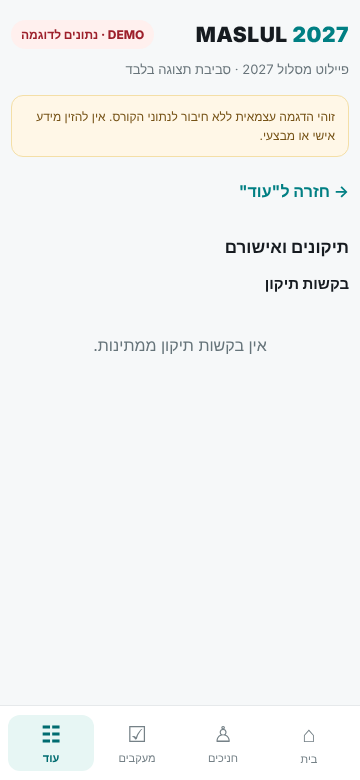 MASLUL 2027
DEMO · נתונים לדוגמה
פיילוט מסלול 2027 · סביבת תצוגה בלבד
זוהי הדגמה עצמאית ללא חיבור לנתוני הקורס. אין להזין מידע
אישי או מבצעי.
→ חזרה ל"עוד"
תיקונים ואישורם
בקשות תיקון
אין בקשות תיקון ממתינות.
בית
חניכים
מעקבים
עוד